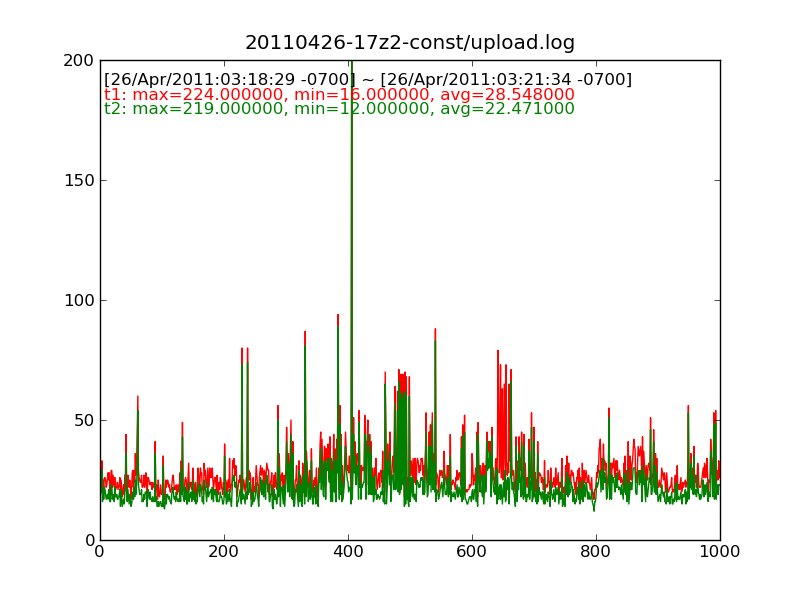 20110426-17z2-const/upload.log
200
[26/Apr/2011:03:18:29 -0700] ~ [26/Apr/2011:03:21:34 -0700]
t1: max=224.000000, min=16.000000, avg=28.548000
t2: max=219.000000, min=12.000000, avg=22.471000
150
100
50
0
0 200 400 600 800 1000